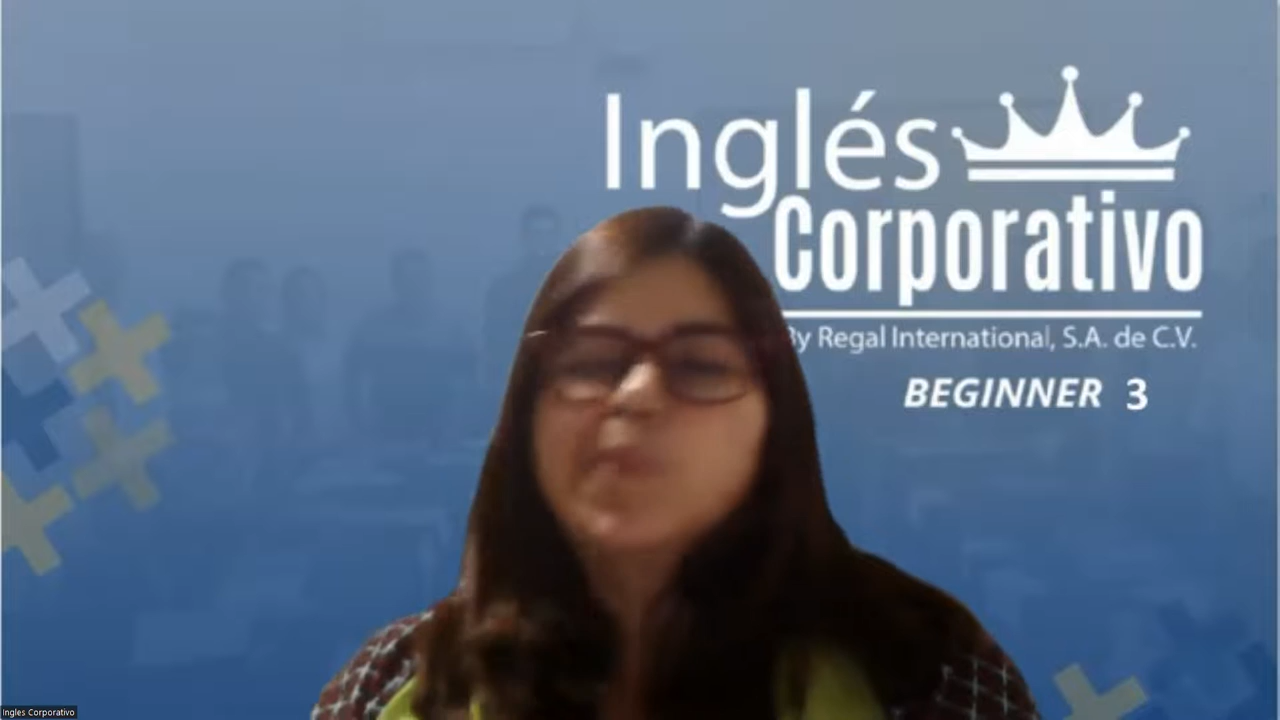 Inglés
Corporativo
By Regal International, S.A. de C.V.
BEGINNER 3
Ingles Corporativo